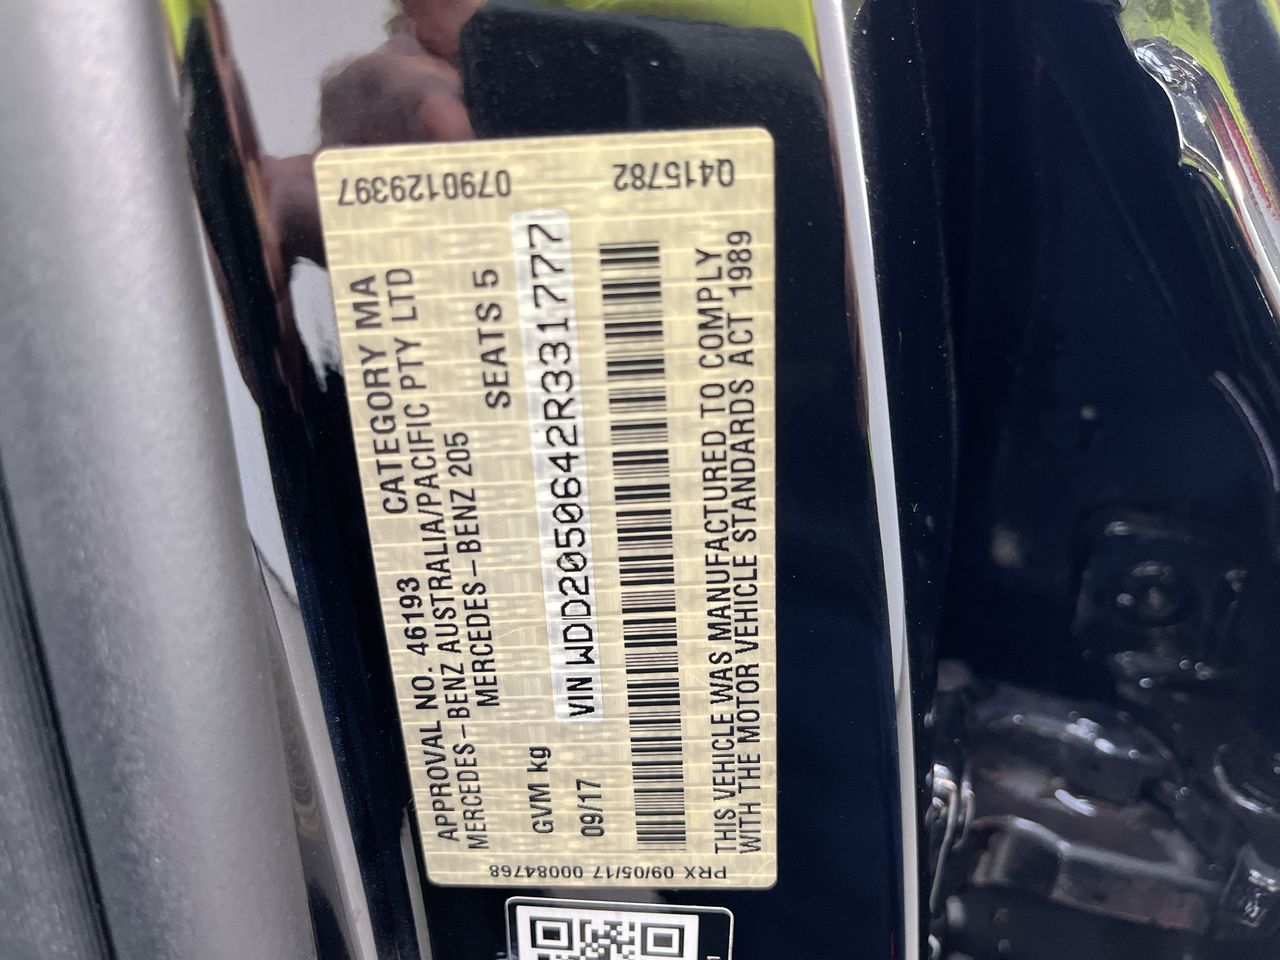 0790129397
Q415782
APPROVAL NO. 46193 CATEGORY MA
MERCEDES-BENZ AUSTRALIA/PACIFIC PTY LTD
MERCEDES-BENZ 205 SEATS 5
GVM kg VIN WDD2050642R331777
09/17
THIS VEHICLE WAS MANUFACTURED TO COMPLY
WITH THE MOTOR VEHICLE STANDARDS ACT 1989
PRX 09/05/17 00084768